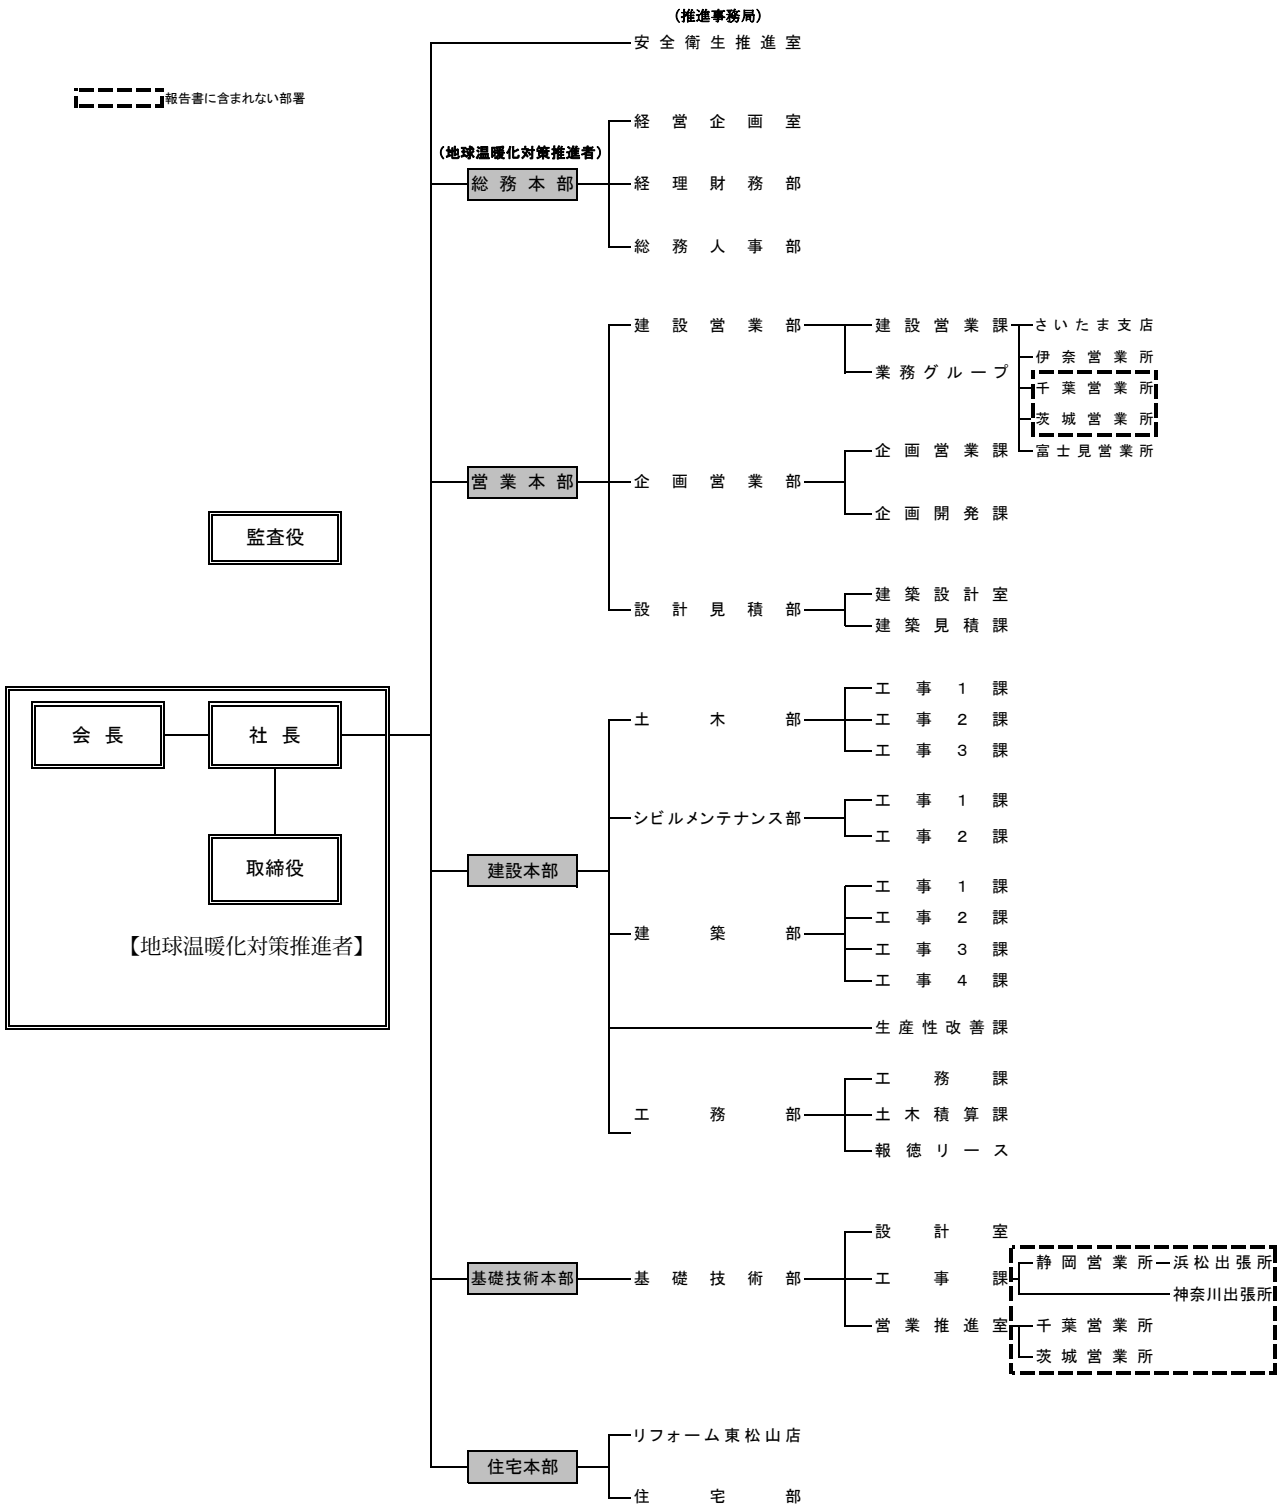 (推進事務局)
安全衛生推進室
報告書に含まれない部署
経営企画室
(地球温暖化対策推進者)
総務本部
経理財務部
総務人事部
建設営業部
建設営業課
さいたま支店
伊奈営業所
業務グループ
千葉営業所
茨城営業所
企画営業課
富士見営業所
営業本部
企画営業部
企画開発課
監査役
設計見積部
建築設計室
建築見積課
工事1課
土木部
工事2課
会長
社長
工事3課
工事1課
シビルメンテナンス部
工事2課
取締役
建設本部
工事1課
工事2課
建築部
【地球温暖化対策推進者】
工事3課
工事4課
生産性改善課
工務課
工務部
土木積算課
報徳リース
設計室
静岡営業所
浜松出張所
基礎技術本部
基礎技術部
工事課
神奈川出張所
営業推進室
千葉営業所
茨城営業所
リフォーム東松山店
住宅本部
住宅部